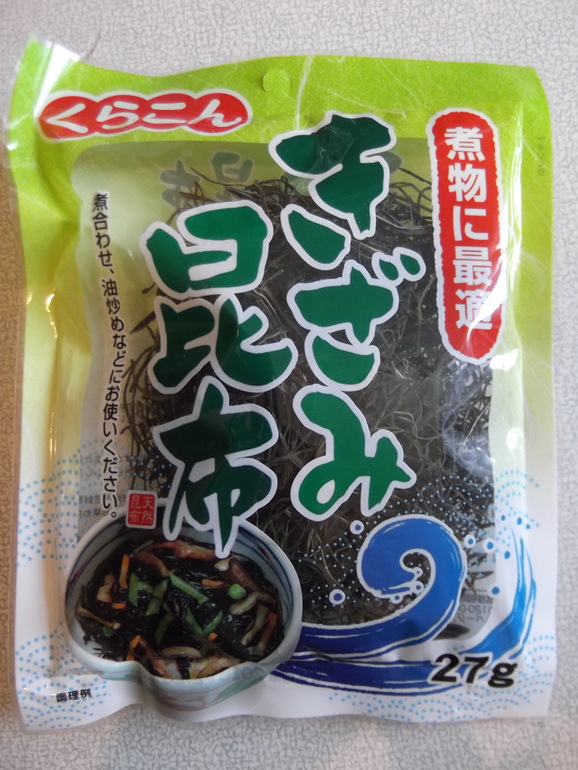 くらこん
煮物に最適
きざみ
昆布
煮合わせ、油炒めなどにお使いください。
天然
昆布
調理例
27g